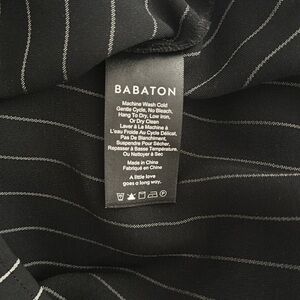 BABATON
Machine Wash Cold
Gentle Cycle, No Bleach,
Hang To Dry, Low Iron,
Or Dry Clean
Laver À La Machine À
L'eau Froide Au Cycle Délicat,
Pas De Blanchiment,
Suspendre Pour Sécher,
Repasser À Basse Température.
Ou Nettoyer à Sec
Made in China
Fabriqué en Chine
A little love
goes a long way.